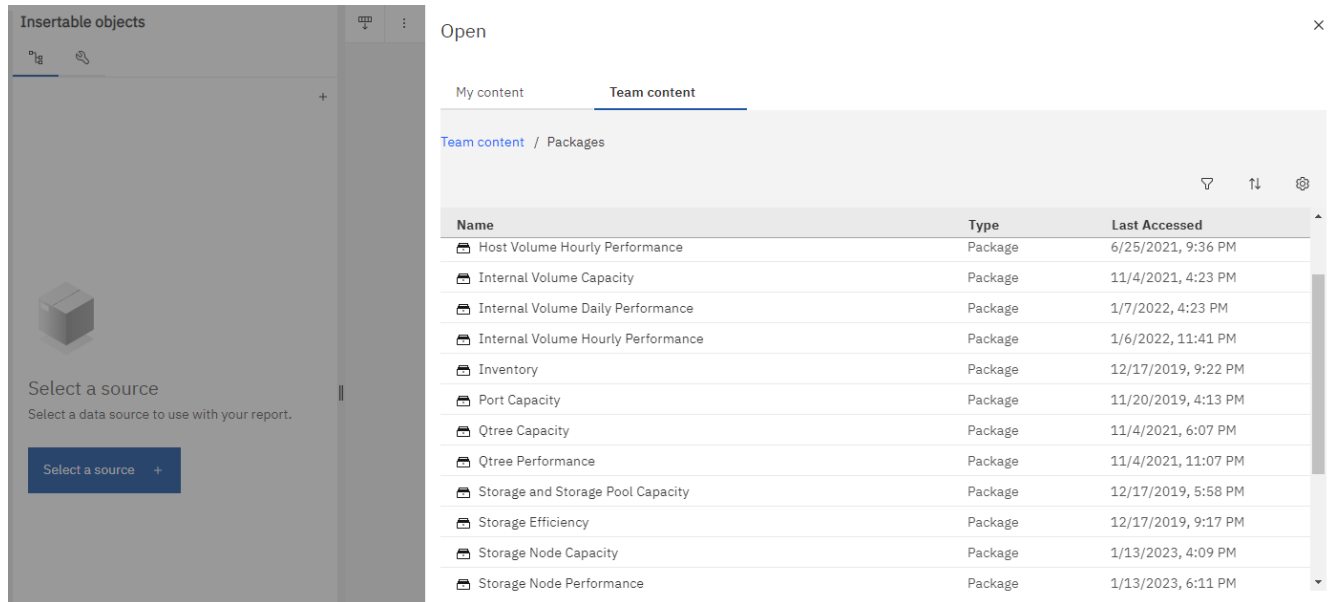 Insertable objects
Select a source
Select a data source to use with your report.
Select a source +
Open
My content
Team content
Team content / Packages
Name Type Last Accessed
Host Volume Hourly Performance Package 6/25/2021, 9:36 PM
Internal Volume Capacity Package 11/4/2021, 4:23 PM
Internal Volume Daily Performance Package 1/7/2022, 4:23 PM
Internal Volume Hourly Performance Package 1/6/2022, 11:41 PM
Inventory Package 12/17/2019, 9:22 PM
Port Capacity Package 11/20/2019, 4:13 PM
Qtree Capacity Package 11/4/2021, 6:07 PM
Qtree Performance Package 11/4/2021, 11:07 PM
Storage and Storage Pool Capacity Package 12/17/2019, 5:58 PM
Storage Efficiency Package 12/17/2019, 9:17 PM
Storage Node Capacity Package 1/13/2023, 4:09 PM
Storage Node Performance Package 1/13/2023, 6:11 PM